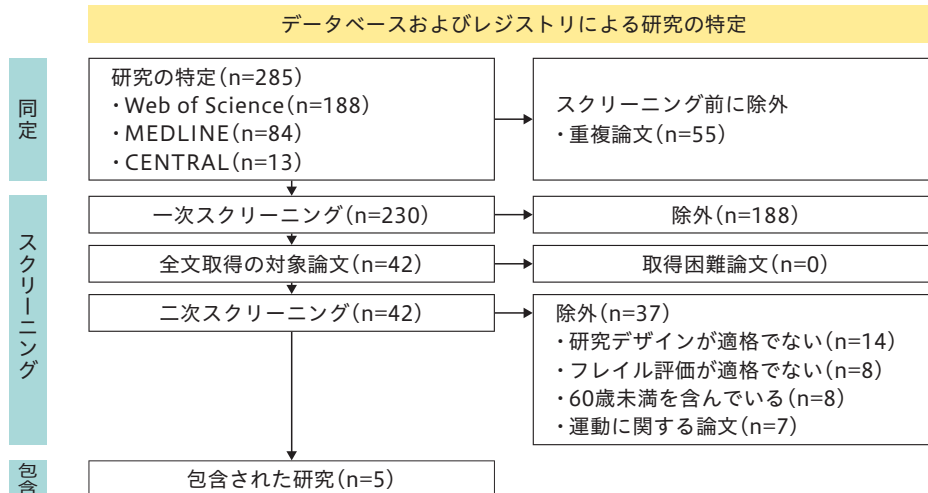 データベースおよびレジストリによる研究の特定
同定
研究の特定(n=285)
・Web of Science(n=188)
・MEDLINE(n=84)
・CENTRAL(n=13)
スクリーニング前に除外
・重複論文(n=55)
スクリーニング
一次スクリーニング(n=230)
除外(n=188)
全文取得の対象論文(n=42)
取得困難論文(n=0)
二次スクリーニング(n=42)
除外(n=37)
・研究デザインが適格でない(n=14)
・フレイル評価が適格でない(n=8)
・60歳未満を含んでいる(n=8)
・運動に関する論文(n=7)
包含
包含された研究(n=5)